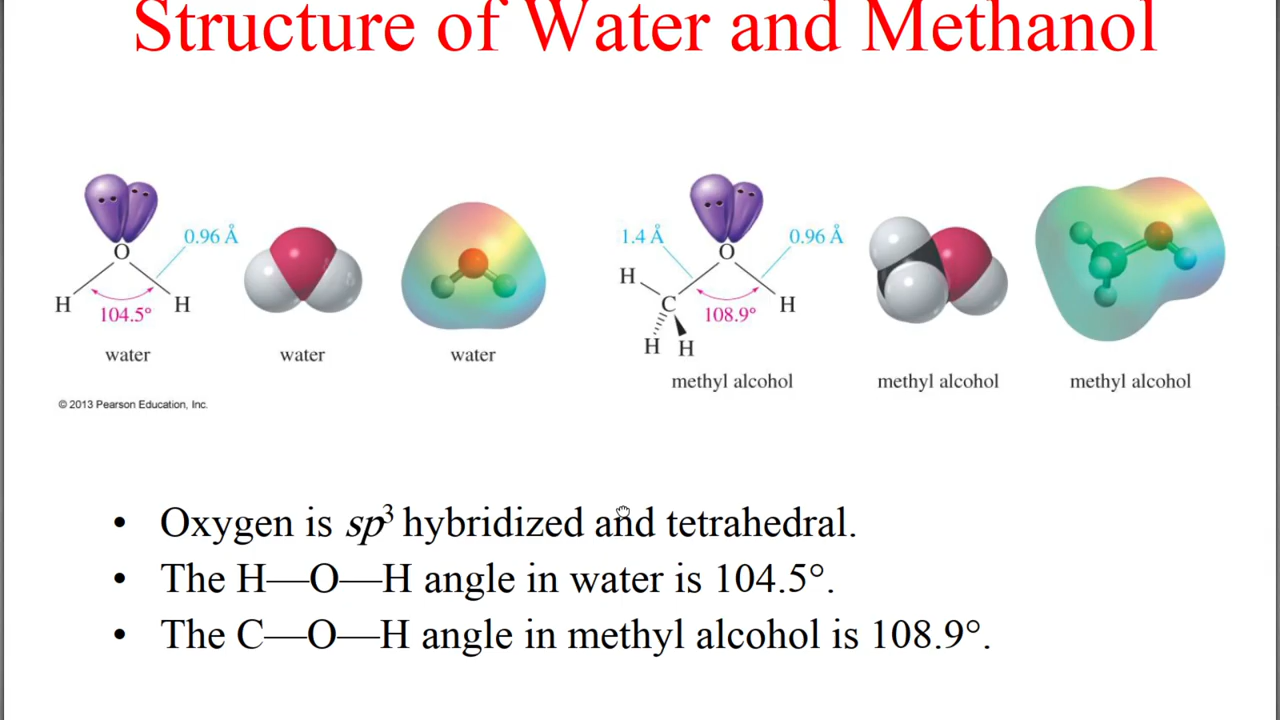 Structure of Water and Methanol
0.96 Å
O
H
H
104.5°
water
water
water
1.4 Å
0.96 Å
O
H
C
H
108.9°
H H
methyl alcohol
methyl alcohol
methyl alcohol
© 2013 Pearson Education, Inc.
• Oxygen is sp³ hybridized and tetrahedral.
• The H—O—H angle in water is 104.5°.
• The C—O—H angle in methyl alcohol is 108.9°.